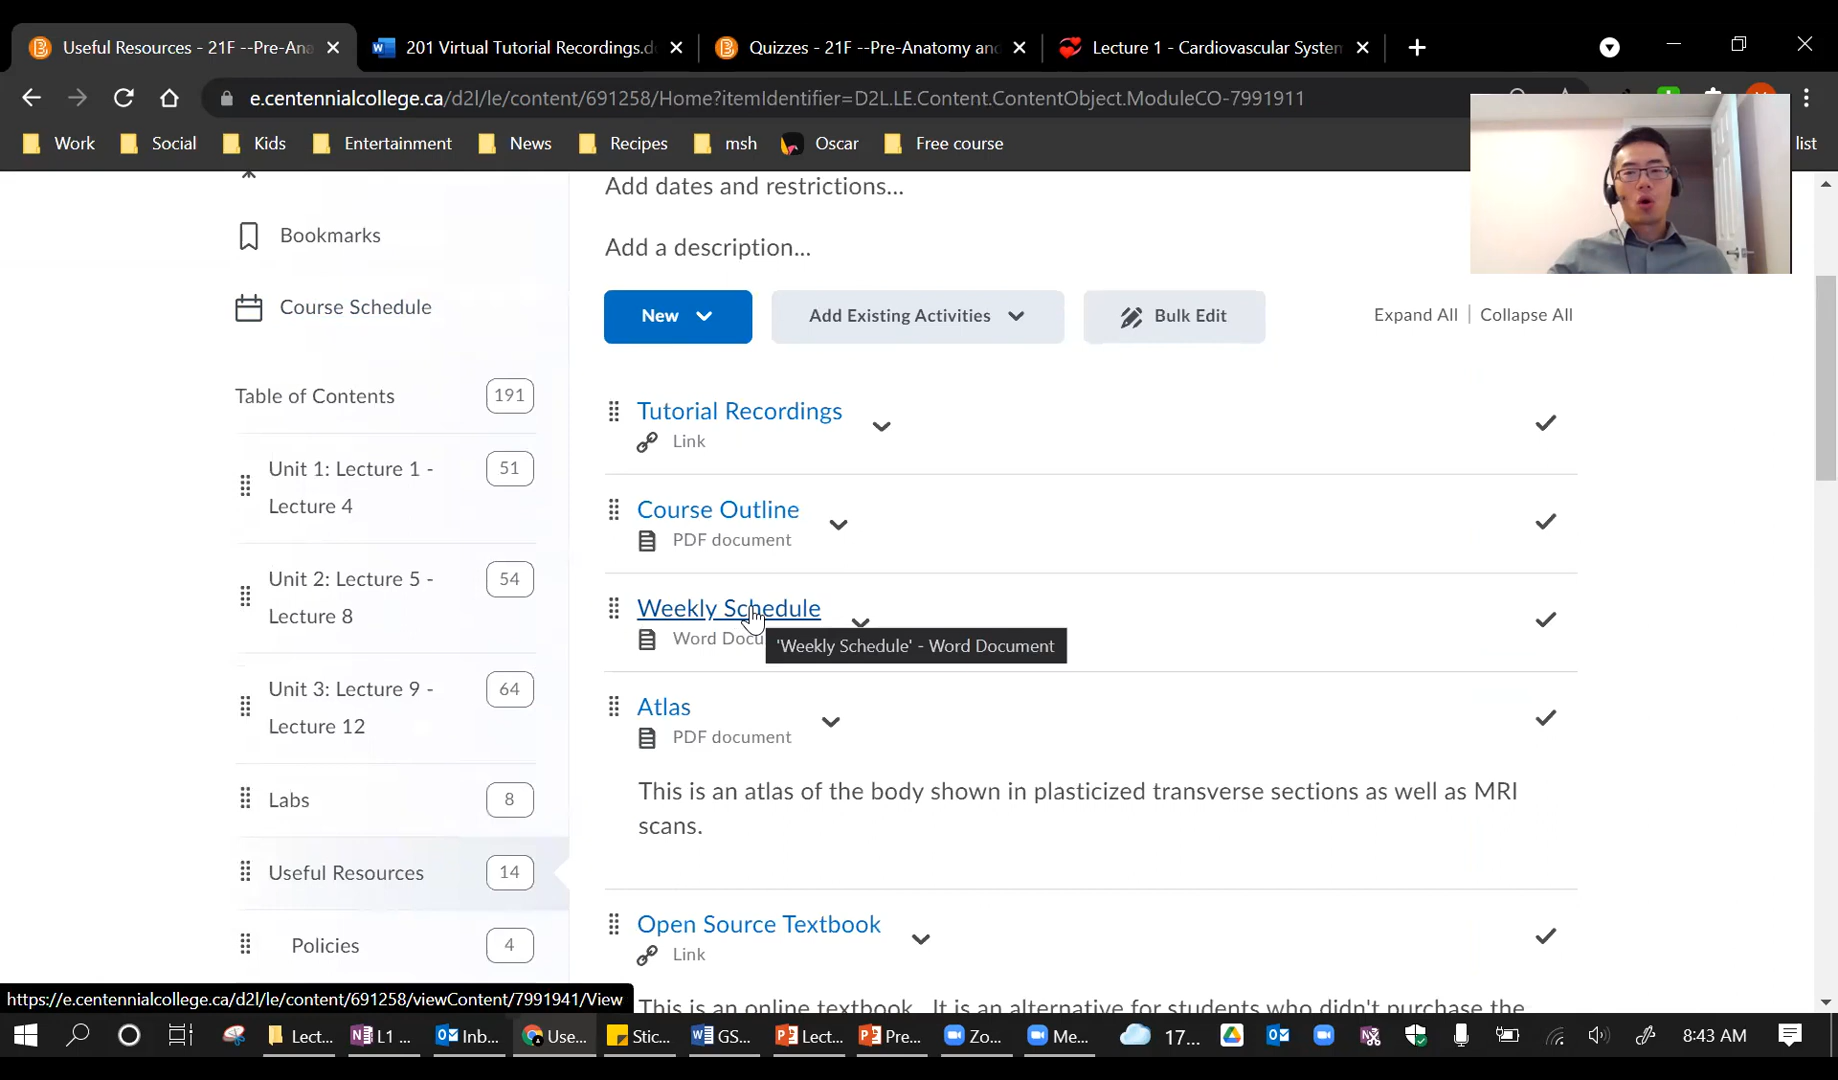 Useful Resources - 21F --Pre-Ana
201 Virtual Tutorial Recordings.d
Quizzes - 21F --Pre-Anatomy an
Lecture 1 - Cardiovascular System
e.centennialcollege.ca/d2l/le/content/691258/Home?itemIdentifier=D2L.LE.Content.ContentObject.ModuleCO-7991911
Work
Social
Kids
Entertainment
News
Recipes
msh
Oscar
Free course
list
Add dates and restrictions...
Bookmarks
Add a description...
Course Schedule
New
Add Existing Activities
Bulk Edit
Expand All
Collapse All
Table of Contents
191
Unit 1: Lecture 1 -
Lecture 4
51
Unit 2: Lecture 5 -
Lecture 8
54
Unit 3: Lecture 9 -
Lecture 12
64
Labs
8
Useful Resources
14
Policies
4
Tutorial Recordings
Link
Course Outline
PDF document
Weekly Schedule
Word Docu
'Weekly Schedule' - Word Document
Atlas
PDF document
This is an atlas of the body shown in plasticized transverse sections as well as MRI
scans.
Open Source Textbook
Link
This is an online textbook. It is an alternative for students who didn't purchase the
https://e.centennialcollege.ca/d2l/le/content/691258/viewContent/7991941/View
Lect...
L1 ...
Inb...
Use...
Stic...
GS...
Lect...
Pre...
Zo...
Me...
17...
8:43 AM